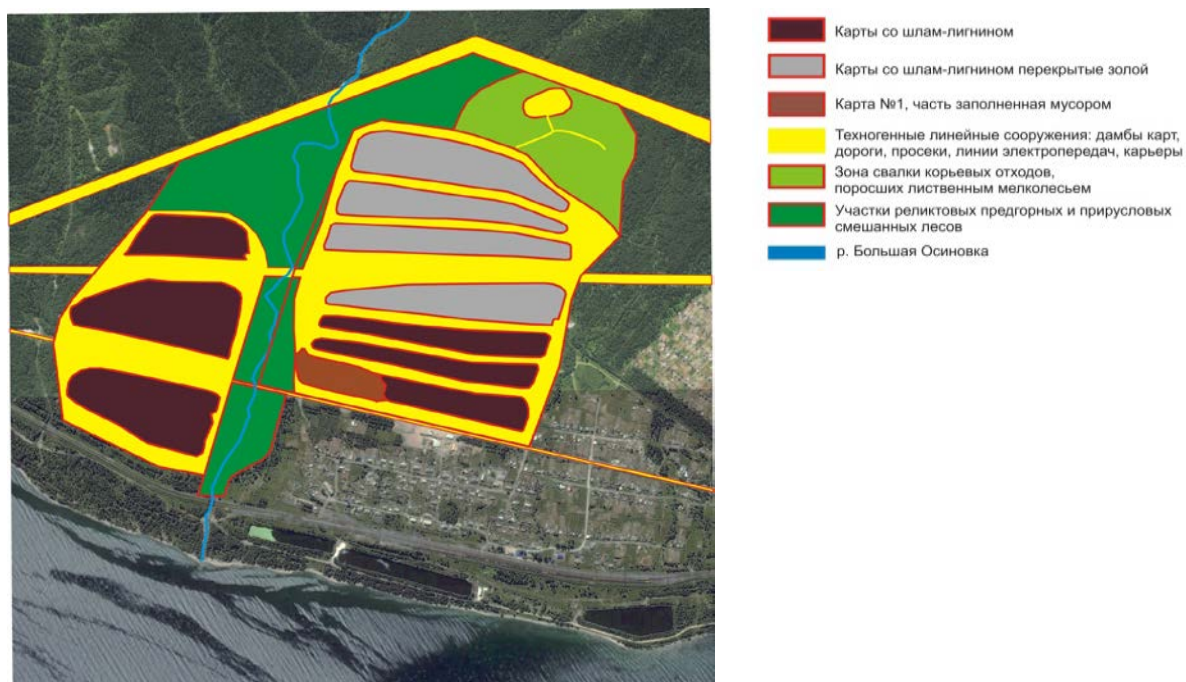 Карты со шлам-лигнином
Карты со шлам-лигнином перекрытые золой
Карта №1, часть заполненная мусором
Техногенные линейные сооружения: дамбы карт,
дороги, просеки, линии электропередач, карьеры
Зона свалки корьевых отходов,
поросших лиственным мелколесьем
Участки реликтовых предгорных и прирусловых
смешанных лесов
р. Большая Осиновка